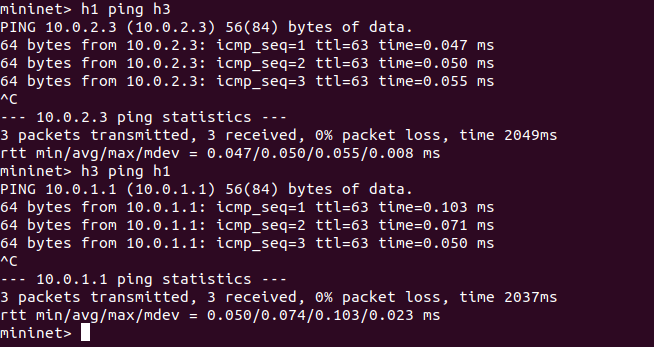 mininet> h1 ping h3
PING 10.0.2.3 (10.0.2.3) 56(84) bytes of data.
64 bytes from 10.0.2.3: icmp_seq=1 ttl=63 time=0.047 ms
64 bytes from 10.0.2.3: icmp_seq=2 ttl=63 time=0.050 ms
64 bytes from 10.0.2.3: icmp_seq=3 ttl=63 time=0.055 ms
^C
--- 10.0.2.3 ping statistics ---
3 packets transmitted, 3 received, 0% packet loss, time 2049ms
rtt min/avg/max/mdev = 0.047/0.050/0.055/0.008 ms
mininet> h3 ping h1
PING 10.0.1.1 (10.0.1.1) 56(84) bytes of data.
64 bytes from 10.0.1.1: icmp_seq=1 ttl=63 time=0.103 ms
64 bytes from 10.0.1.1: icmp_seq=2 ttl=63 time=0.071 ms
64 bytes from 10.0.1.1: icmp_seq=3 ttl=63 time=0.050 ms
^C
--- 10.0.1.1 ping statistics ---
3 packets transmitted, 3 received, 0% packet loss, time 2037ms
rtt min/avg/max/mdev = 0.050/0.074/0.103/0.023 ms
mininet>